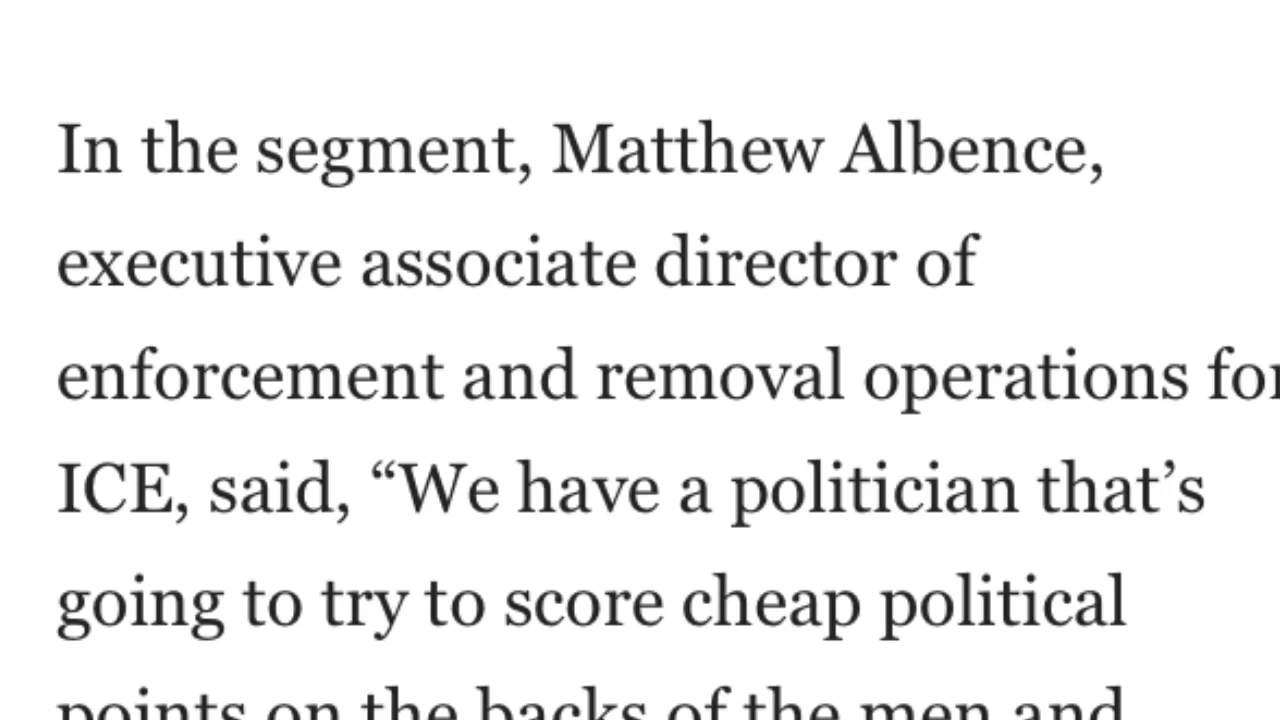 In the segment, Matthew Albence,
executive associate director of
enforcement and removal operations for
ICE, said, “We have a politician that’s
going to try to score cheap political
points on the backs of the men and